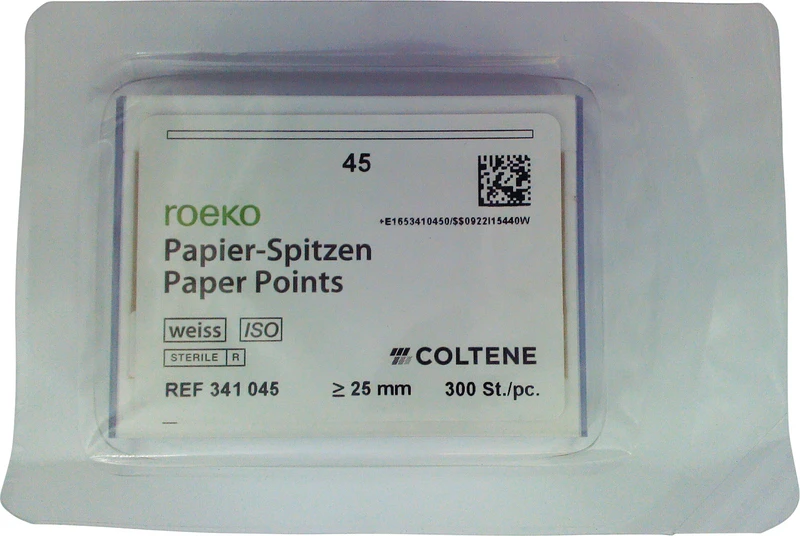 45
roeko
+E1653410450/$$0922I15440W
Papier-Spitzen
Paper Points
weiss ISO
STERILE R
COLTENE
REF 341 045 ≥ 25 mm 300 St./pc.